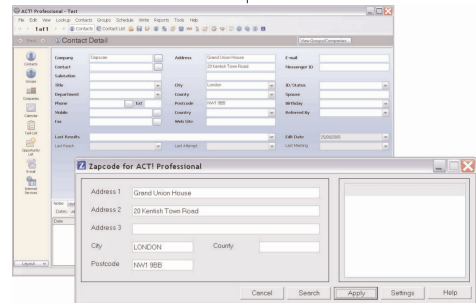 ACT! Professional - Test
File Edit View Lookup Contacts Groups Schedule Write Reports Tools Help
1 of 1 Contacts Contact List
Contact Detail View Groups/Companies...
Contacts
Groups
Companies
Calendar
Task List
Opportunity List
E-mail
Internet Services
Layout
Company Zapcode Address Grand Union House E-mail
Contact 20 Kentish Town Road Messenger ID
Salutation
Title City London ID/Status
Department County Spouse
Phone Ext Postcode NW1 9BB Birthday
Mobile Country Referred By
Fax Web Site
Last Results Edit Date
Last Reach Last Attempt Last Meeting
Notes
Dates:
Date
Zapcode for ACT! Professional
Address 1 Grand Union House
Address 2 20 Kentish Town Road
Address 3
City LONDON County
Postcode NW1 9BB
Cancel Search Apply Settings Help